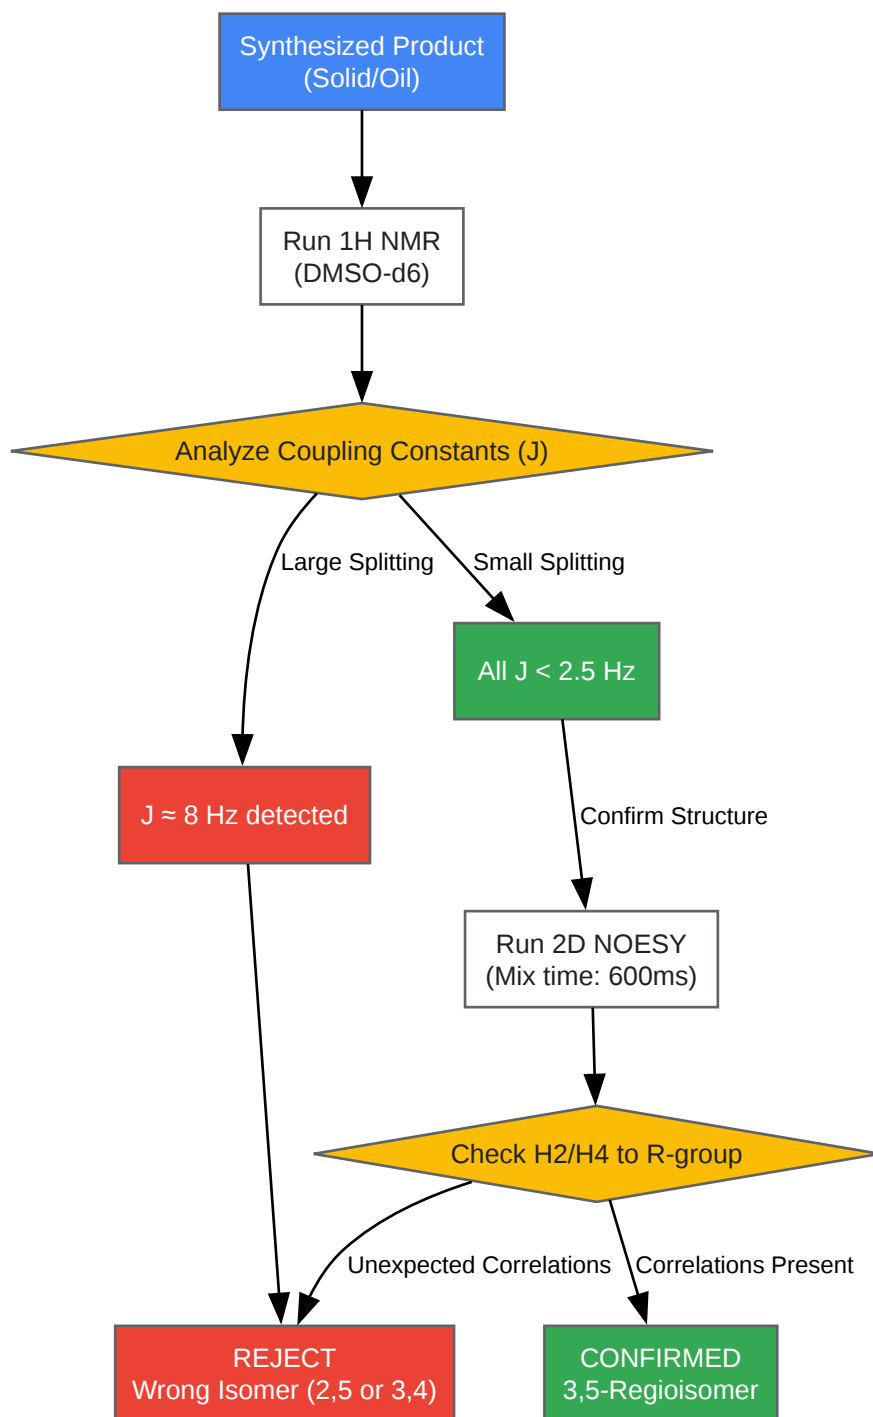 Synthesized Product
(Solid/Oil)
Run 1H NMR
(DMSO-d6)
Analyze Coupling Constants (J)
Large Splitting
Small Splitting
All J < 2.5 Hz
J ≈ 8 Hz detected
Confirm Structure
Run 2D NOESY
(Mix time: 600ms)
Check H2/H4 to R-group
Unexpected Correlations
Correlations Present
REJECT
Wrong Isomer (2,5 or 3,4)
CONFIRMED
3,5-Regioisomer